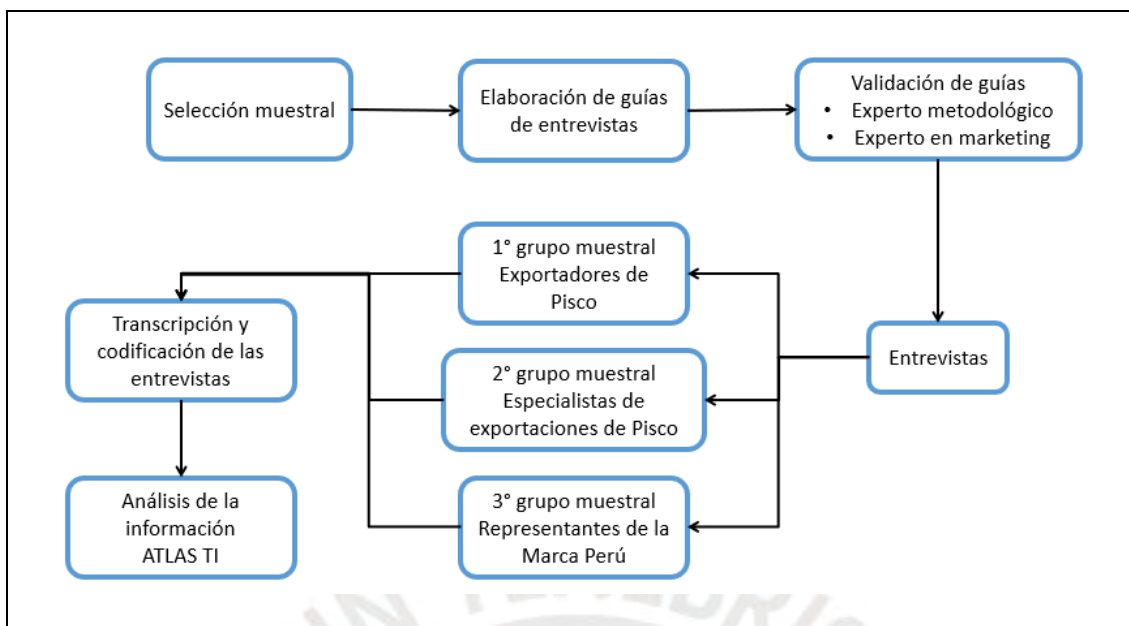 Selección muestral
Elaboración de guías
de entrevistas
Validación de guías
• Experto metodológico
• Experto en marketing
Entrevistas
1° grupo muestral
Exportadores de
Pisco
2° grupo muestral
Especialistas de
exportaciones de Pisco
3° grupo muestral
Representantes de la
Marca Perú
Transcripción y
codificación de las
entrevistas
Análisis de la
información
ATLAS TI